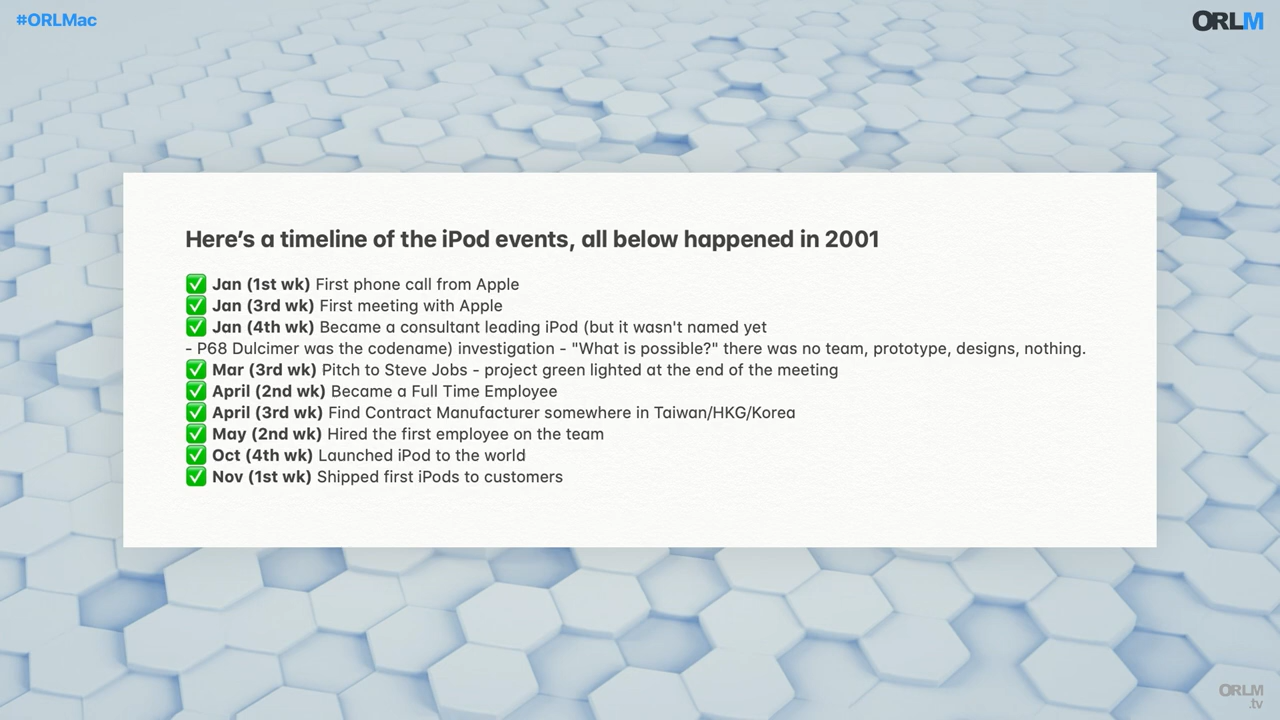 #ORLMac
ORLM
Here’s a timeline of the iPod events, all below happened in 2001
✅ Jan (1st wk) First phone call from Apple
✅ Jan (3rd wk) First meeting with Apple
✅ Jan (4th wk) Became a consultant leading iPod (but it wasn't named yet
- P68 Dulcimer was the codename) investigation - "What is possible?" there was no team, prototype, designs, nothing.
✅ Mar (3rd wk) Pitch to Steve Jobs - project green lighted at the end of the meeting
✅ April (2nd wk) Became a Full Time Employee
✅ April (3rd wk) Find Contract Manufacturer somewhere in Taiwan/HKG/Korea
✅ May (2nd wk) Hired the first employee on the team
✅ Oct (4th wk) Launched iPod to the world
✅ Nov (1st wk) Shipped first iPods to customers
ORLM
.tv